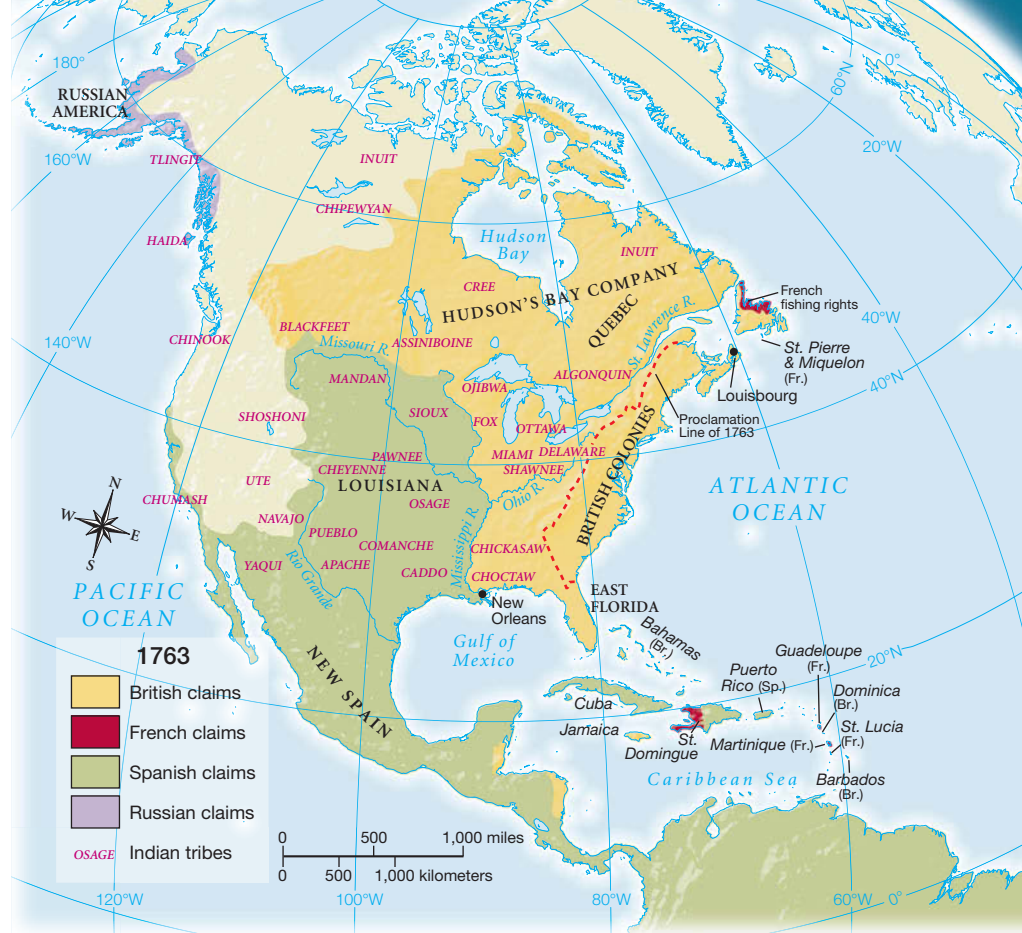 180°
0°
60°N
RUSSIAN
AMERICA
160°W
20°W
TLINGIT
INUIT
CHIPEWYAN
HAIDA
Hudson
Bay
INUIT
CREE
HUDSON'S BAY COMPANY
QUEBEC
French
fishing rights
St. Lawrence R.
40°W
BLACKFEET
CHINOOK
140°W
Missouri R.
ASSINIBOINE
St. Pierre
& Miquelon
(Fr.)
MANDAN
ALGONQUIN
OJIBWA
40°N
Louisbourg
SHOSHONI
SIOUX
FOX
OTTAWA
Proclamation
Line of 1763
PAWNEE
MIAMI
DELAWARE
CHEYENNE
SHAWNEE
UTE
LOUISIANA
BRITISH COLONIES
ATLANTIC
OCEAN
N
W
E
S
CHUMASH
OSAGE
Ohio R.
NAVAJO
PUEBLO
COMANCHE
Mississippi R.
CHICKASAW
YAQUI
Rio Grande
APACHE
CADDO
CHOCTAW
PACIFIC
OCEAN
New
Orleans
EAST
FLORIDA
Gulf of
Mexico
Bahamas
(Br.)
NEW SPAIN
Guadeloupe
(Fr.)
20°N
Puerto
Rico (Sp.)
Dominica
(Br.)
Cuba
Jamaica
St.
Domingue
Martinique (Fr.)
St. Lucia
(Fr.)
Caribbean Sea
Barbados
(Br.)
1763
British claims
French claims
Spanish claims
Russian claims
OSAGE Indian tribes
0 500 1,000 miles
0 500 1,000 kilometers
120°W
100°W
80°W
60°W
0°